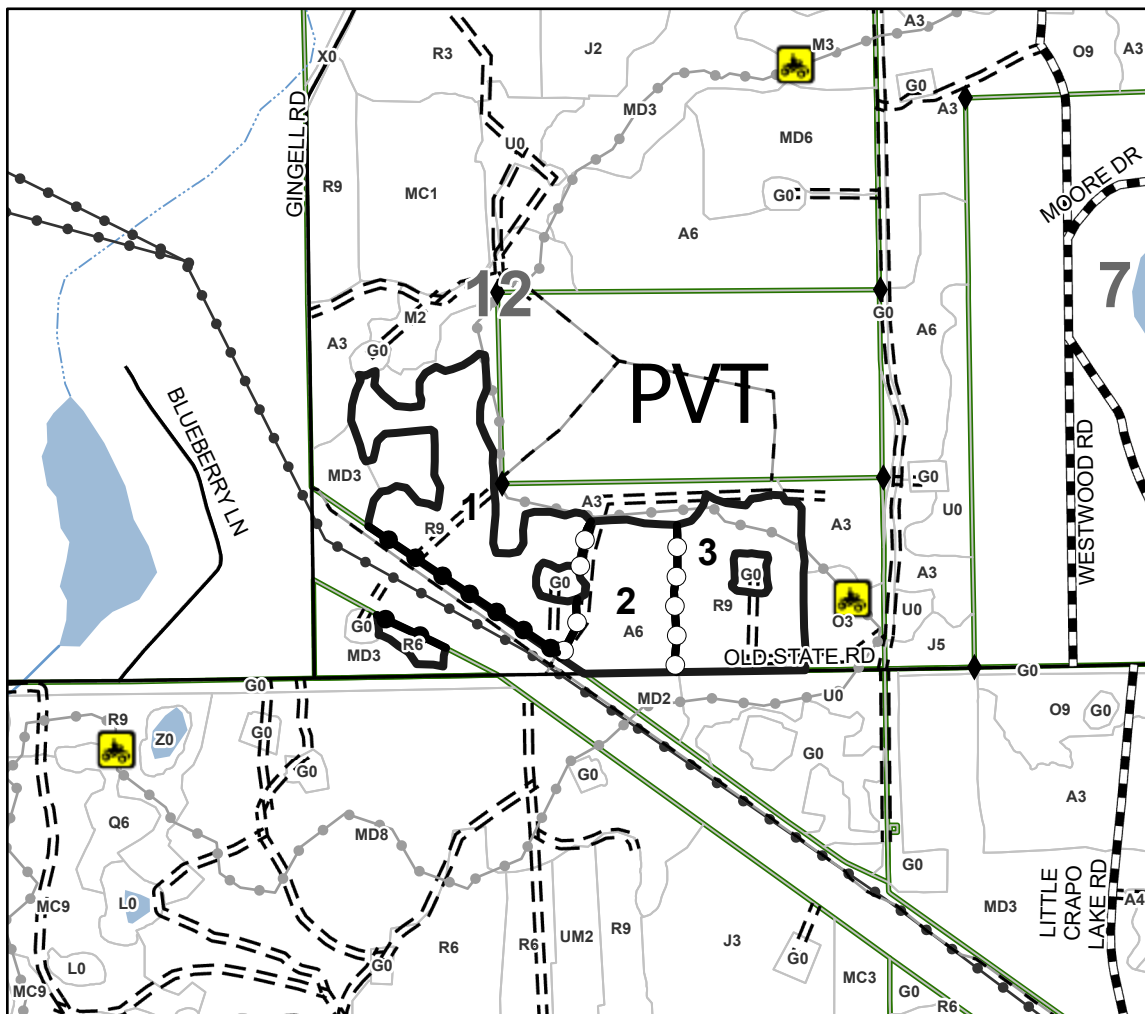 A3
M3
O9
A3
R3
J2
X0
G0
A3
MD3
GINGELL RD
U0
MD6
MOORE DR
R9
MC1
G0
A6
7
12
M2
G0
A3
G0
A6
PVT
BLUEBERRY LN
WESTWOOD RD
MD3
G0
1
A3
U0
R9
A3
3
G0
G0
A3
2
R9
U0
G0
O3
A6
R6
J5
MD3
OLD STATE RD
G0
G0
MD2
U0
R9
O9
G0
Z0
G0
G0
G0
G0
A3
Q6
MD8
G0
LITTLE
CRAPO
LAKE RD
A4
L0
MC9
MD3
R6
R6
UM2
R9
J3
L0
G0
G0
MC3
MC9
G0
R6